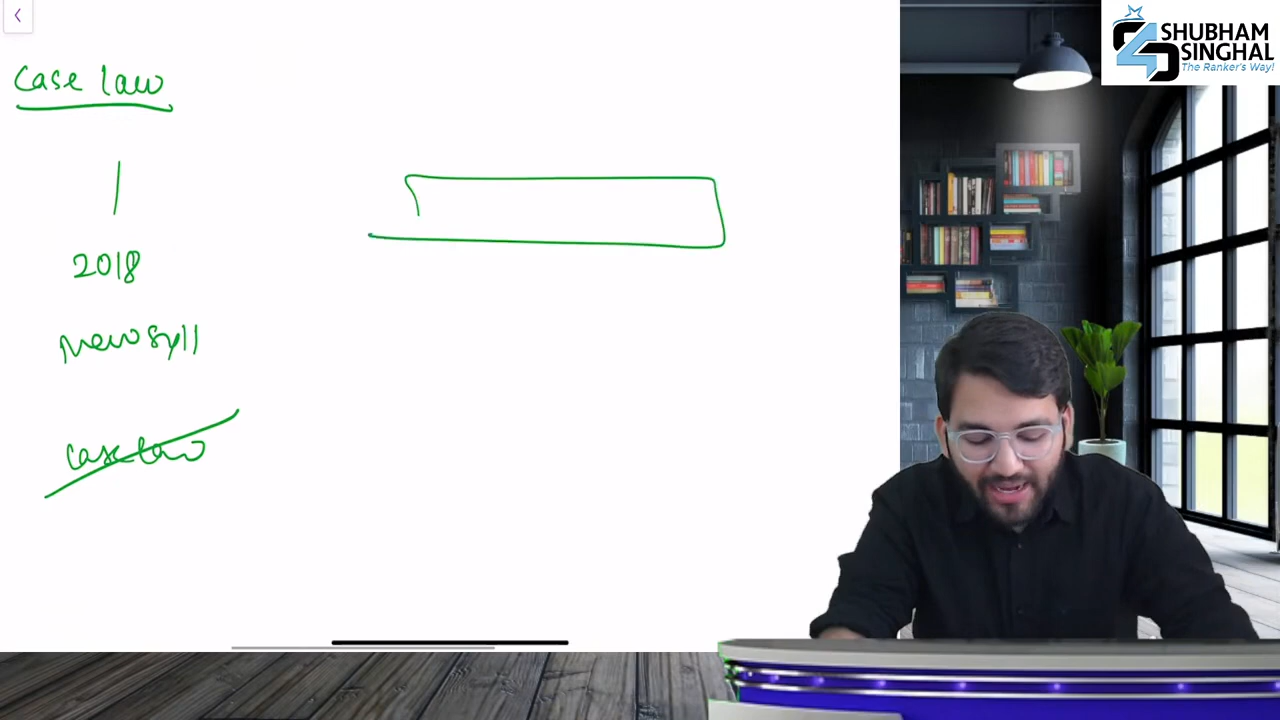 case law
2018
New syll
case law
SHUBHAM
SINGHAL
The Ranker's Way!